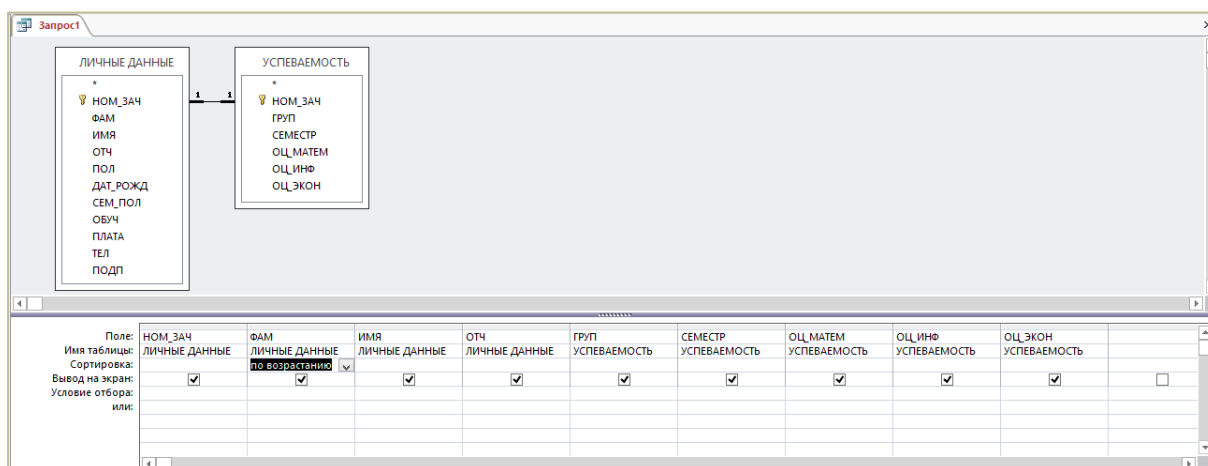 Запрос1
ЛИЧНЫЕ ДАННЫЕ
*
НОМ_ЗАЧ
ФАМ
ИМЯ
ОТЧ
ПОЛ
ДАТ_РОЖД
СЕМ_ПОЛ
ОБУЧ
ПЛАТА
ТЕЛ
ПОДП
1 1
УСПЕВАЕМОСТЬ
*
НОМ_ЗАЧ
ГРУП
СЕМЕСТР
ОЦ_МАТЕМ
ОЦ_ИНФ
ОЦ_ЭКОН
Поле: НОМ_ЗАЧ ФАМ ИМЯ ОТЧ ГРУП СЕМЕСТР ОЦ_МАТЕМ ОЦ_ИНФ ОЦ_ЭКОН
Имя таблицы: ЛИЧНЫЕ ДАННЫЕ ЛИЧНЫЕ ДАННЫЕ ЛИЧНЫЕ ДАННЫЕ ЛИЧНЫЕ ДАННЫЕ УСПЕВАЕМОСТЬ УСПЕВАЕМОСТЬ УСПЕВАЕМОСТЬ УСПЕВАЕМОСТЬ УСПЕВАЕМОСТЬ
Сортировка: по возрастанию
Вывод на экран:
Условие отбора:
или: